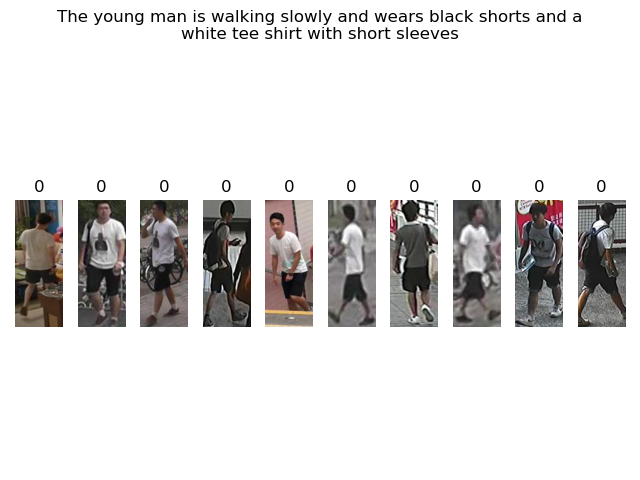 The young man is walking slowly and wears black shorts and a
white tee shirt with short sleeves
0 0 0 0 0 0 0 0 0 0